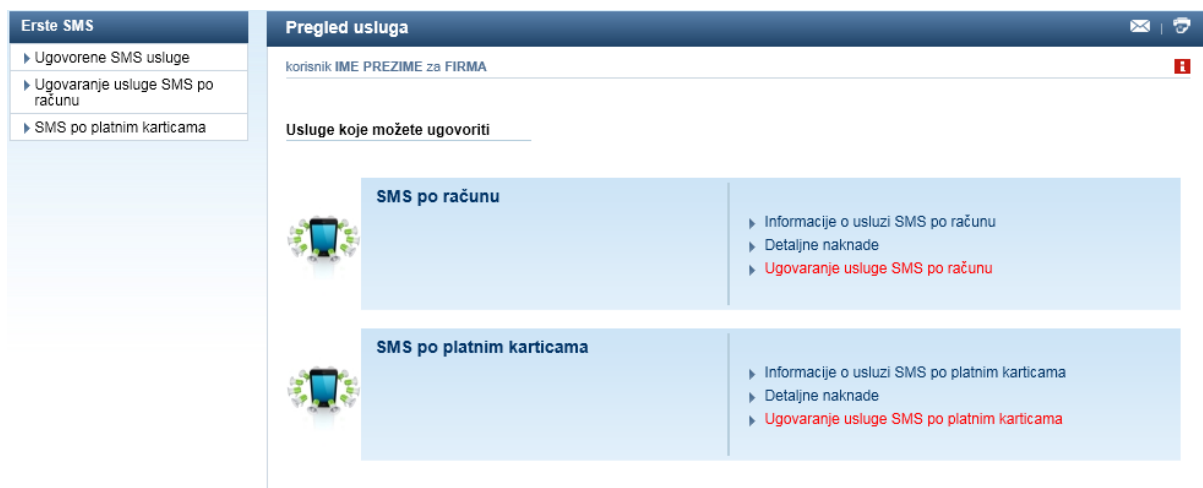 Erste SMS
Ugovorene SMS usluge
Ugovaranje usluge SMS po
računu
SMS po platnim karticama
Pregled usluga
korisnik IME PREZIME za FIRMA
Usluge koje možete ugovoriti
SMS po računu
Informacije o usluzi SMS po računu
Detaljne naknade
Ugovaranje usluge SMS po računu
SMS po platnim karticama
Informacije o usluzi SMS po platnim karticama
Detaljne naknade
Ugovaranje usluge SMS po platnim karticama